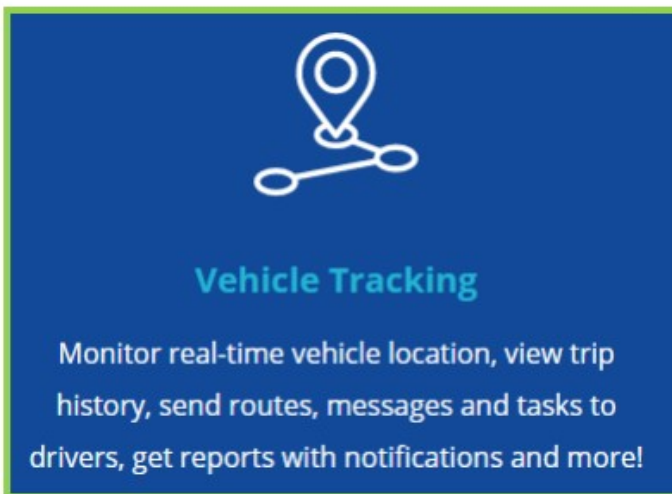 Vehicle Tracking
Monitor real-time vehicle location, view trip
history, send routes, messages and tasks to
drivers, get reports with notifications and more!